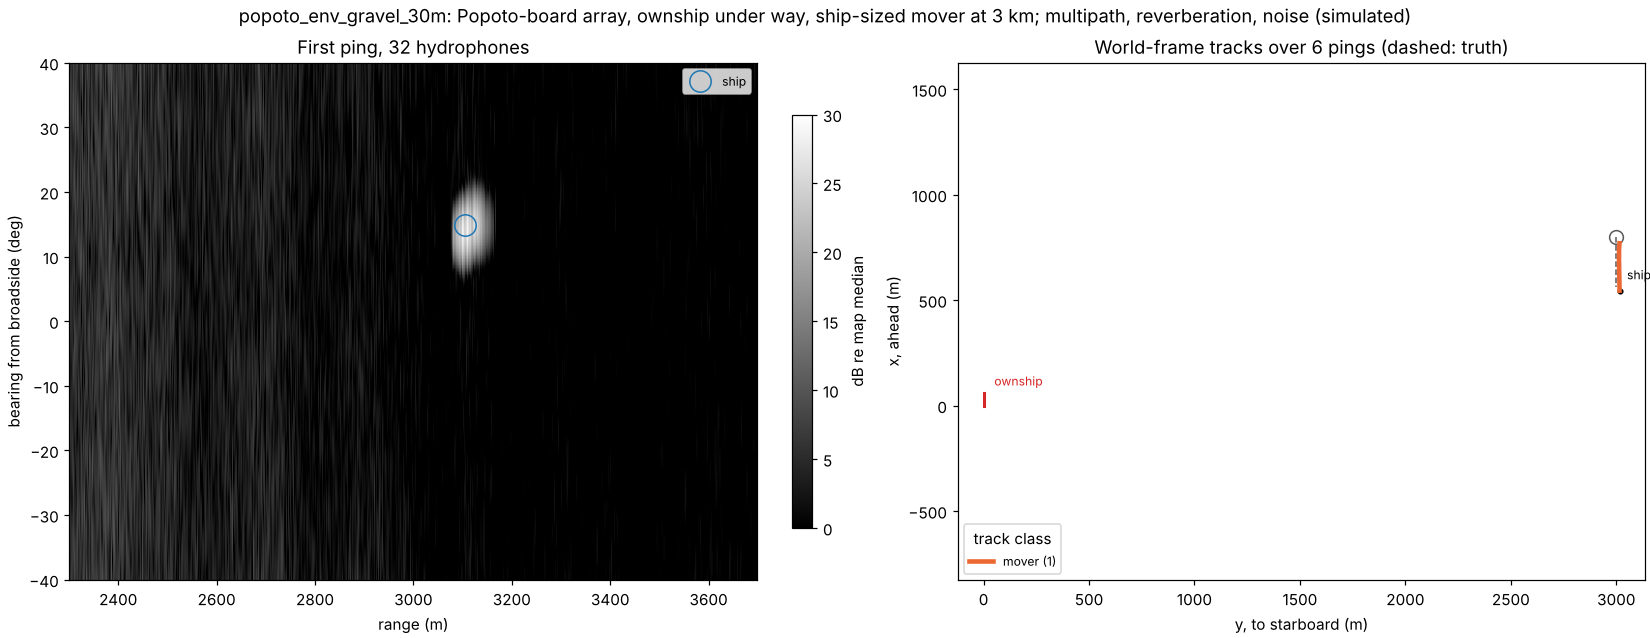 popoto_env_gravel_30m: Popoto-board array, ownship under way, ship-sized mover at 3 km; multipath, reverberation, noise (simulated)
First ping, 32 hydrophones
40
30
20
10
0
−10
−20
−30
−40
bearing from broadside (deg)
2400
2600
2800
3000
3200
3400
3600
range (m)
ship
30
25
20
15
10
5
0
dB re map median
World-frame tracks over 6 pings (dashed: truth)
1500
1000
500
0
−500
x, ahead (m)
0
500
1000
1500
2000
2500
3000
y, to starboard (m)
ownship
ship
track class
mover (1)